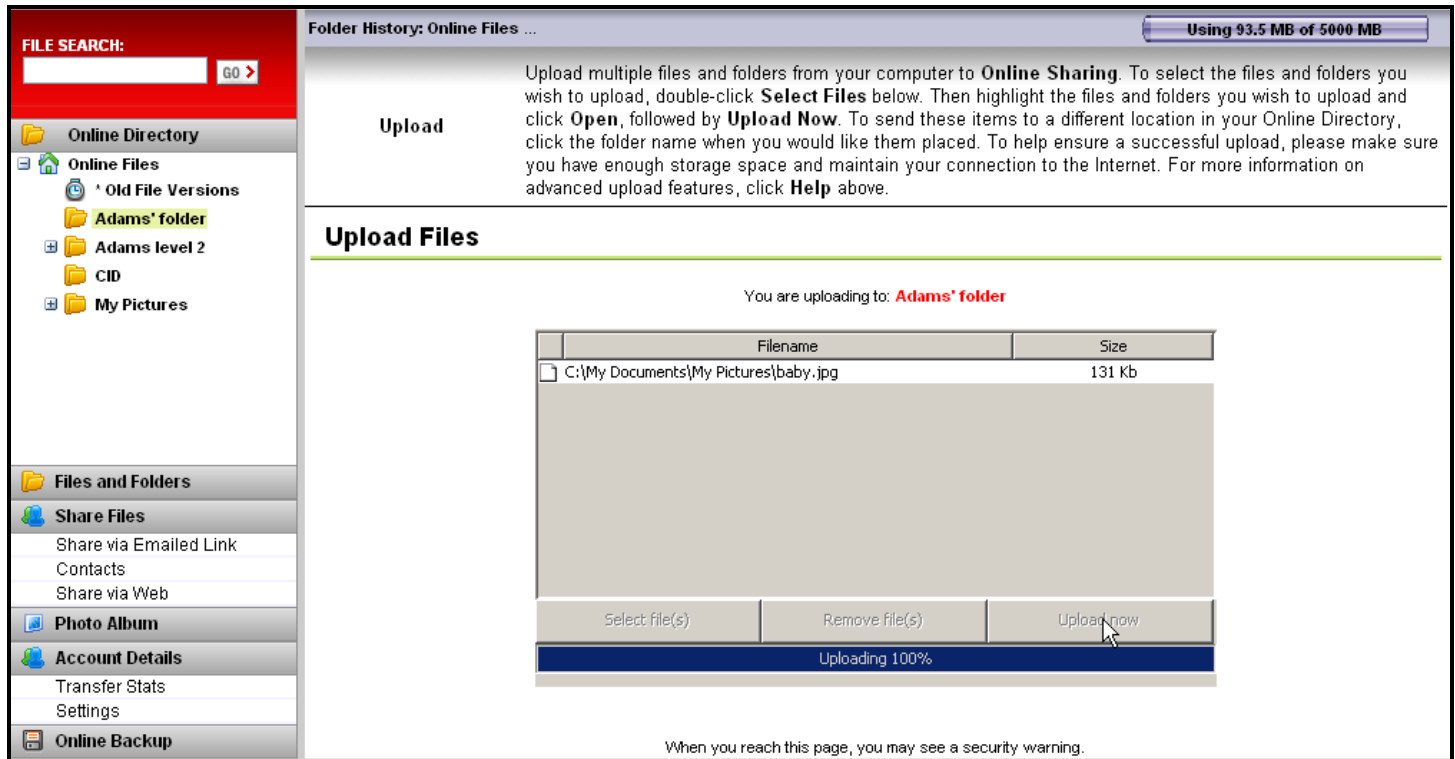 FILE SEARCH:
GO
Online Directory
Online Files
* Old File Versions
Adams' folder
Adams level 2
CID
My Pictures
Files and Folders
Share Files
Share via Emailed Link
Contacts
Share via Web
Photo Album
Account Details
Transfer Stats
Settings
Online Backup
Folder History: Online Files ...
Using 93.5 MB of 5000 MB
Upload
Upload multiple files and folders from your computer to Online Sharing. To select the files and folders you
wish to upload, double-click Select Files below. Then highlight the files and folders you wish to upload and
click Open, followed by Upload Now. To send these items to a different location in your Online Directory,
click the folder name when you would like them placed. To help ensure a successful upload, please make sure
you have enough storage space and maintain your connection to the Internet. For more information on
advanced upload features, click Help above.
Upload Files
You are uploading to: Adams' folder
Filename Size
C:\My Documents\My Pictures\baby.jpg 131 Kb
Select file(s) Remove file(s) Upload now
Uploading 100%
When you reach this page, you may see a security warning.